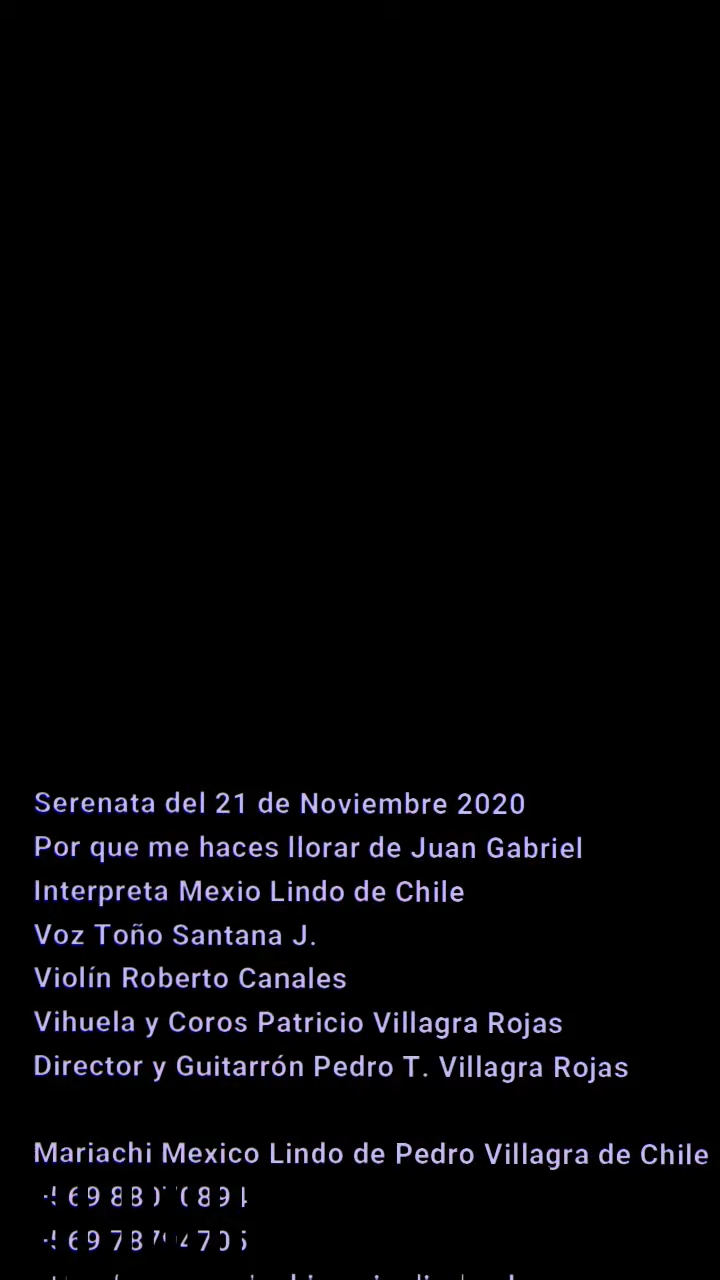 Serenata del 21 de Noviembre 2020
Por que me haces llorar de Juan Gabriel
Interpreta Mexio Lindo de Chile
Voz Toño Santana J.
Violín Roberto Canales
Vihuela y Coros Patricio Villagra Rojas
Director y Guitarrón Pedro T. Villagra Rojas
Mariachi Mexico Lindo de Pedro Villagra de Chile